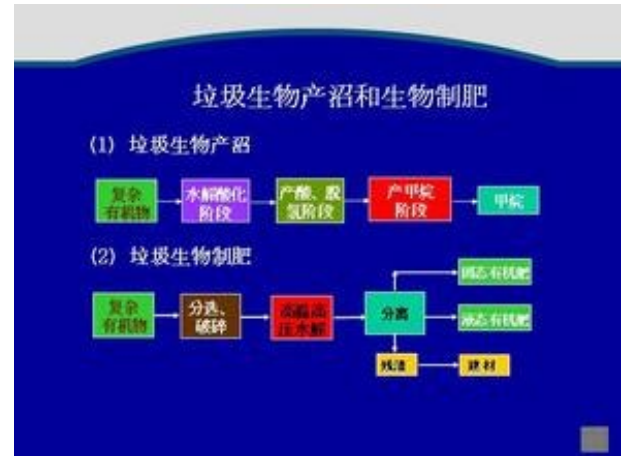 垃圾生物产沼和生物制肥
(1) 垃圾生物产沼
复杂
有机物
水解酸化
阶段
产酸、脱
氢阶段
产甲烷
阶段
甲烷
(2) 垃圾生物制肥
复杂
有机物
分选、
破碎
高温高
压水解
分离
固态有机肥
液态有机肥
残渣
建材